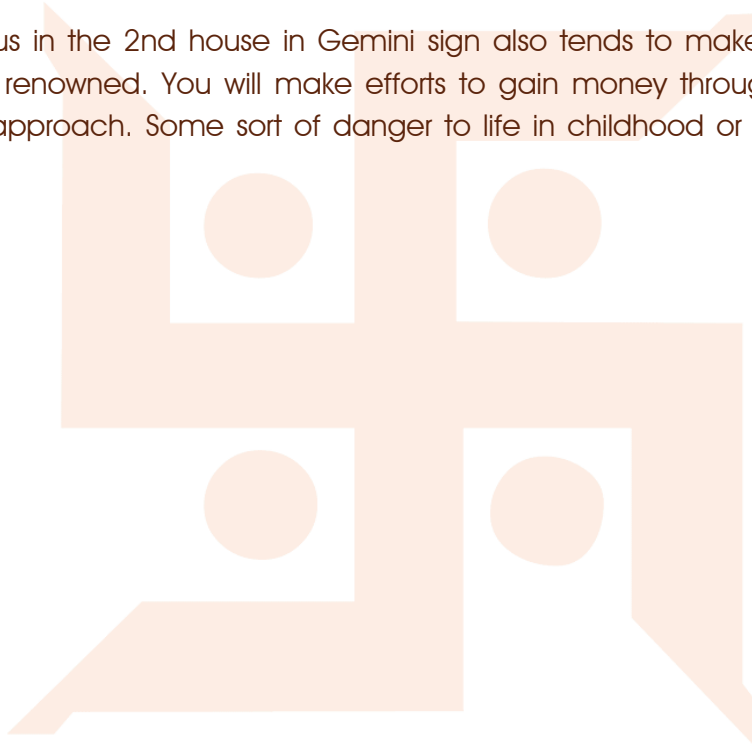 us in the 2nd house in Gemini sign also tends to make
renowned. You will make efforts to gain money throug
approach. Some sort of danger to life in childhood or